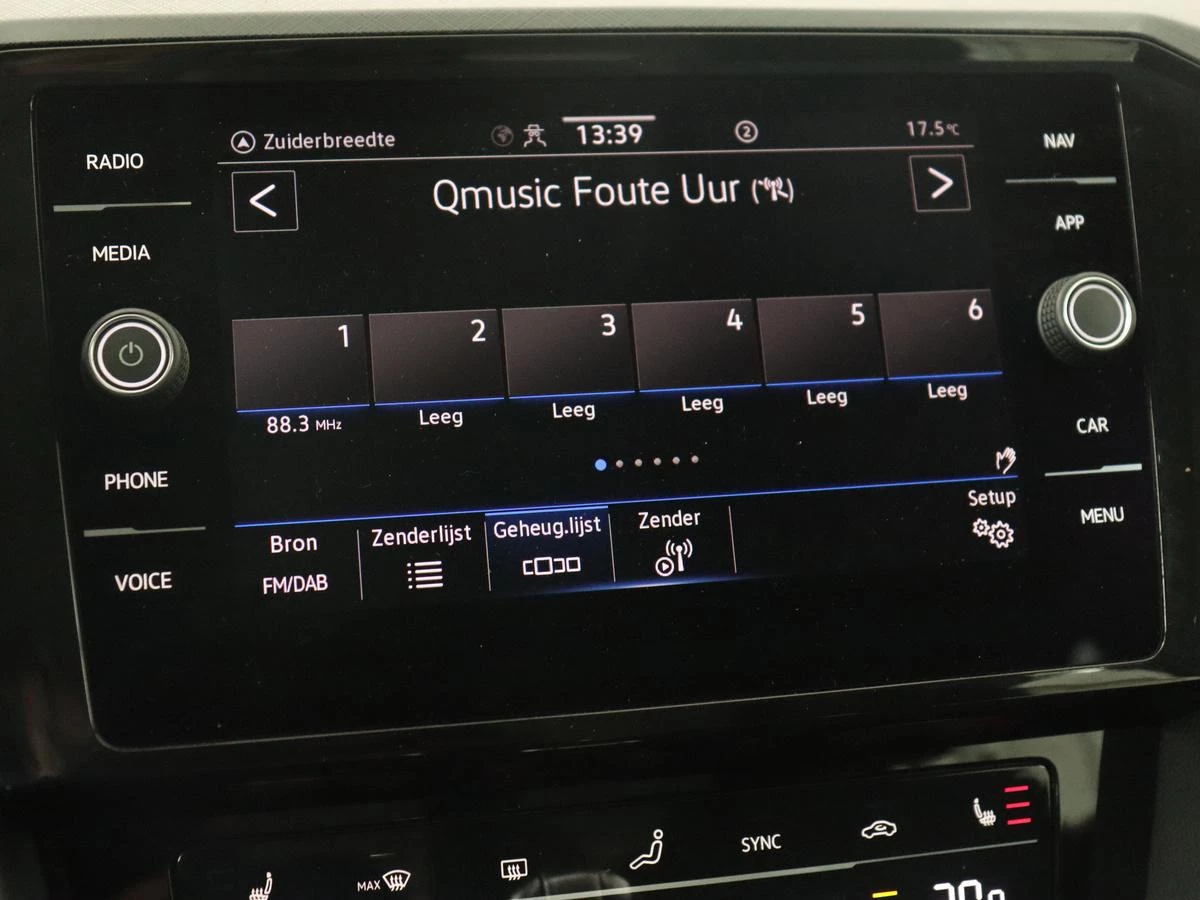 RADIO
MEDIA
PHONE
VOICE
Zuiderbreedte
13:39
2
17.5°C
<
Qmusic Foute Uur
>
1
2
3
4
5
6
88.3 MHz
Leeg
Leeg
Leeg
Leeg
Leeg
Bron
FM/DAB
Zenderlijst
Geheug.lijst
Zender
Setup
NAV
APP
CAR
MENU
MAX
SYNC